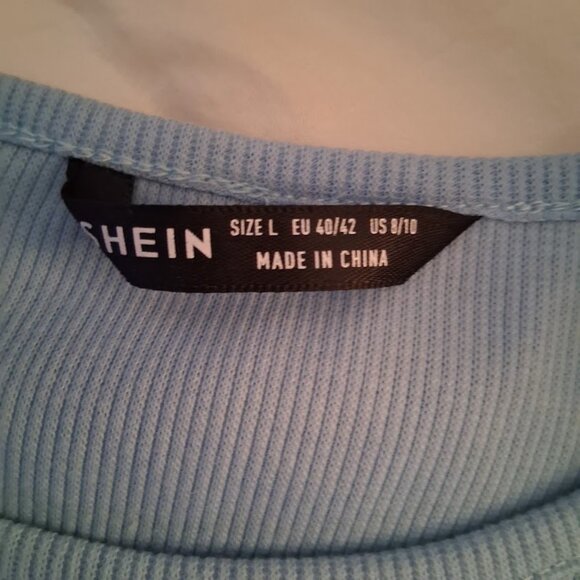 SHEIN
SIZE L EU 40/42 US 8/10
MADE IN CHINA